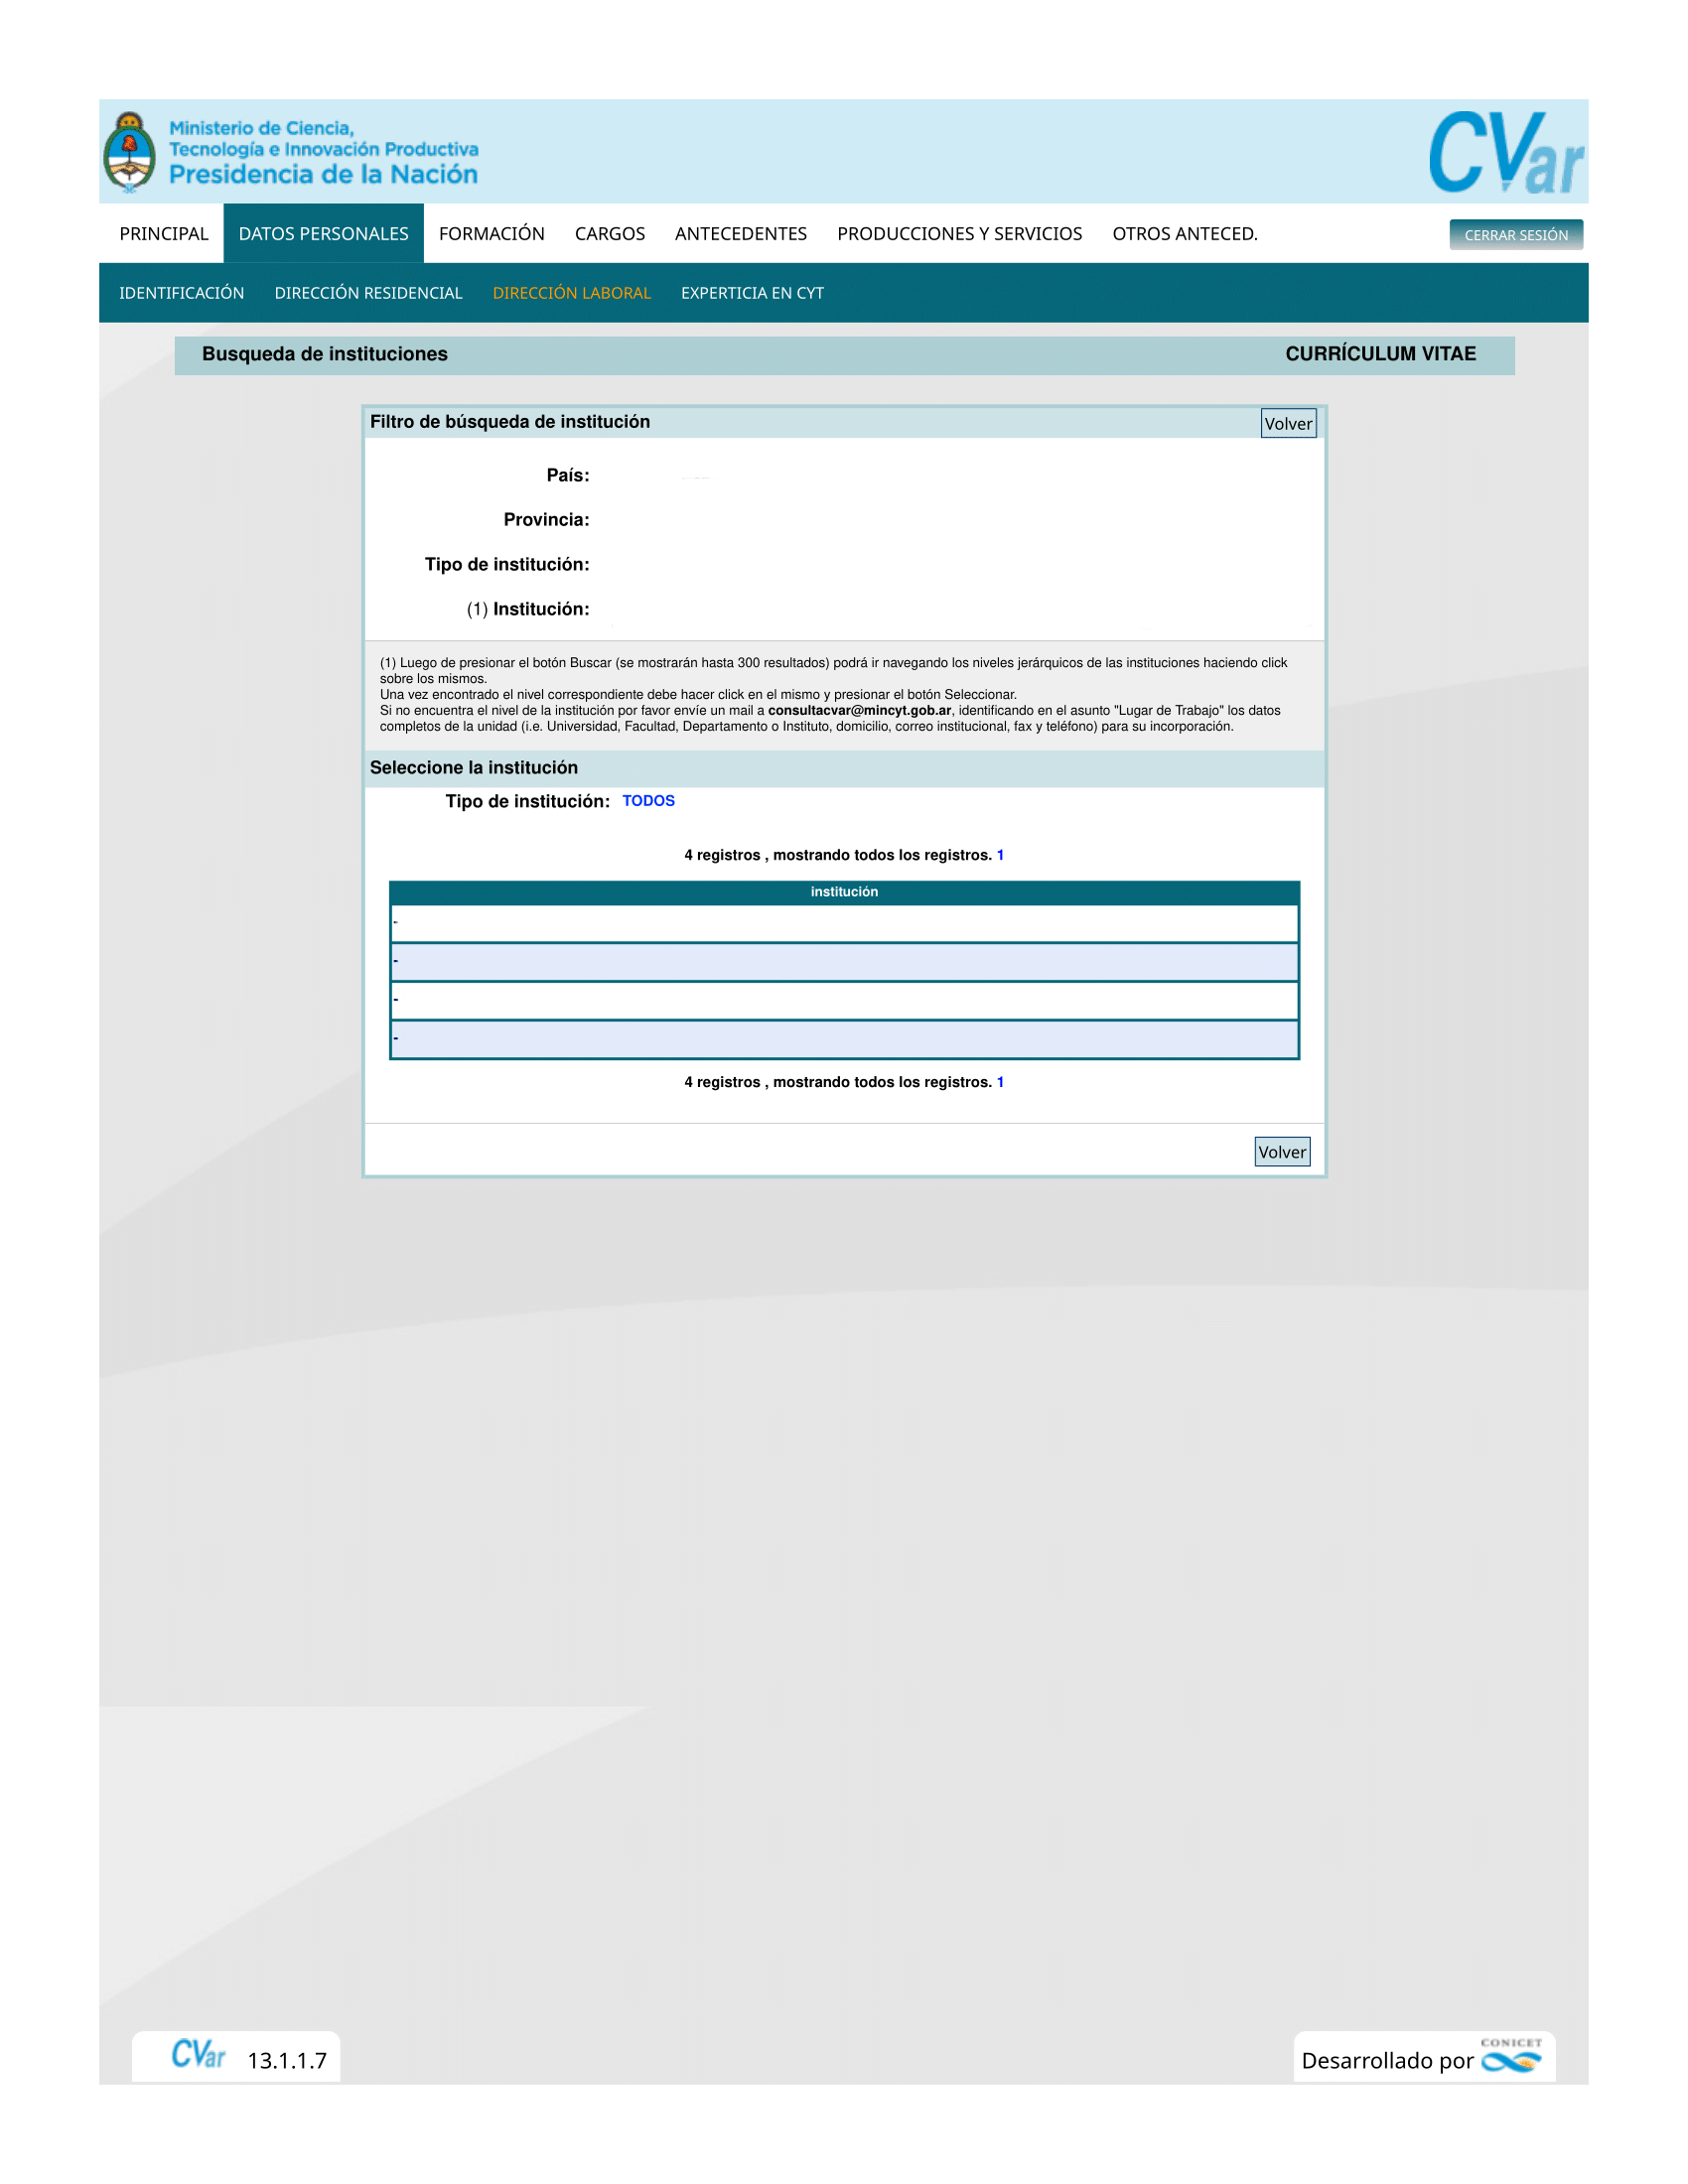 Ministerio de Ciencia,
Tecnología e Innovación Productiva
Presidencia de la Nación
CVar
PRINCIPAL DATOS PERSONALES FORMACIÓN CARGOS ANTECEDENTES PRODUCCIONES Y SERVICIOS OTROS ANTECED. CERRAR SESIÓN
IDENTIFICACIÓN DIRECCIÓN RESIDENCIAL DIRECCIÓN LABORAL EXPERTICIA EN CYT
Busqueda de instituciones CURRÍCULUM VITAE
Filtro de búsqueda de institución Volver
País:
Provincia:
Tipo de institución:
(1) Institución:
(1) Luego de presionar el botón Buscar (se mostrarán hasta 300 resultados) podrá ir navegando los niveles jerárquicos de las instituciones haciendo click
sobre los mismos.
Una vez encontrado el nivel correspondiente debe hacer click en el mismo y presionar el botón Seleccionar.
Si no encuentra el nivel de la institución por favor envíe un mail a consultacvar@mincyt.gob.ar, identificando en el asunto "Lugar de Trabajo" los datos
completos de la unidad (i.e. Universidad, Facultad, Departamento o Instituto, domicilio, correo institucional, fax y teléfono) para su incorporación.
Seleccione la institución
Tipo de institución: TODOS
4 registros , mostrando todos los registros. 1
institución
-
-
-
-
4 registros , mostrando todos los registros. 1
Volver
CVar 13.1.1.7
Desarrollado por CONICET